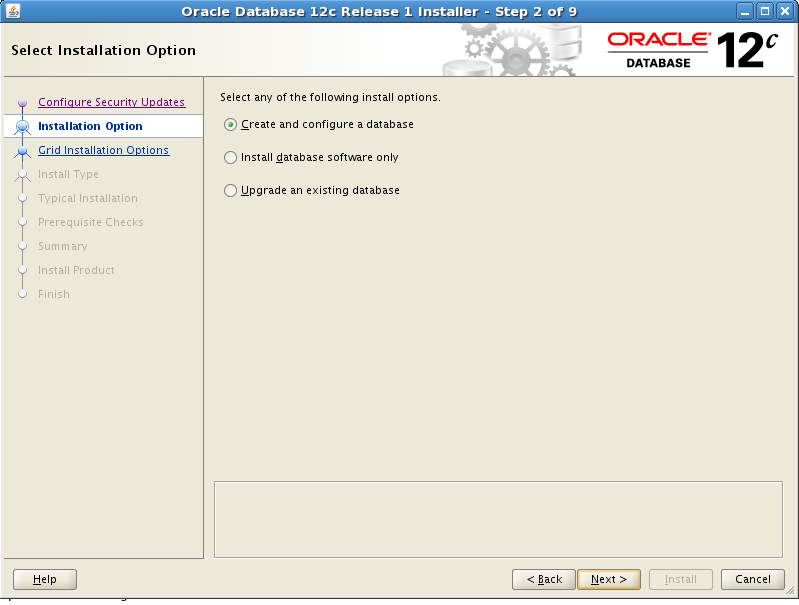 Oracle Database 12c Release 1 Installer - Step 2 of 9
Select Installation Option
ORACLE
DATABASE
12c
Configure Security Updates
Installation Option
Grid Installation Options
Install Type
Typical Installation
Prerequisite Checks
Summary
Install Product
Finish
Select any of the following install options.
Create and configure a database
Install database software only
Upgrade an existing database
Help
< Back
Next >
Install
Cancel